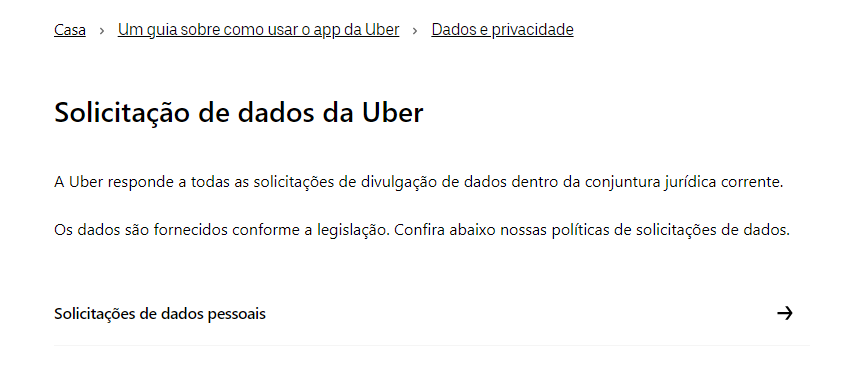 Casa > Um guia sobre como usar o app da Uber > Dados e privacidade
Solicitação de dados da Uber
A Uber responde a todas as solicitações de divulgação de dados dentro da conjuntura jurídica corrente.
Os dados são fornecidos conforme a legislação. Confira abaixo nossas políticas de solicitações de dados.
Solicitações de dados pessoais →